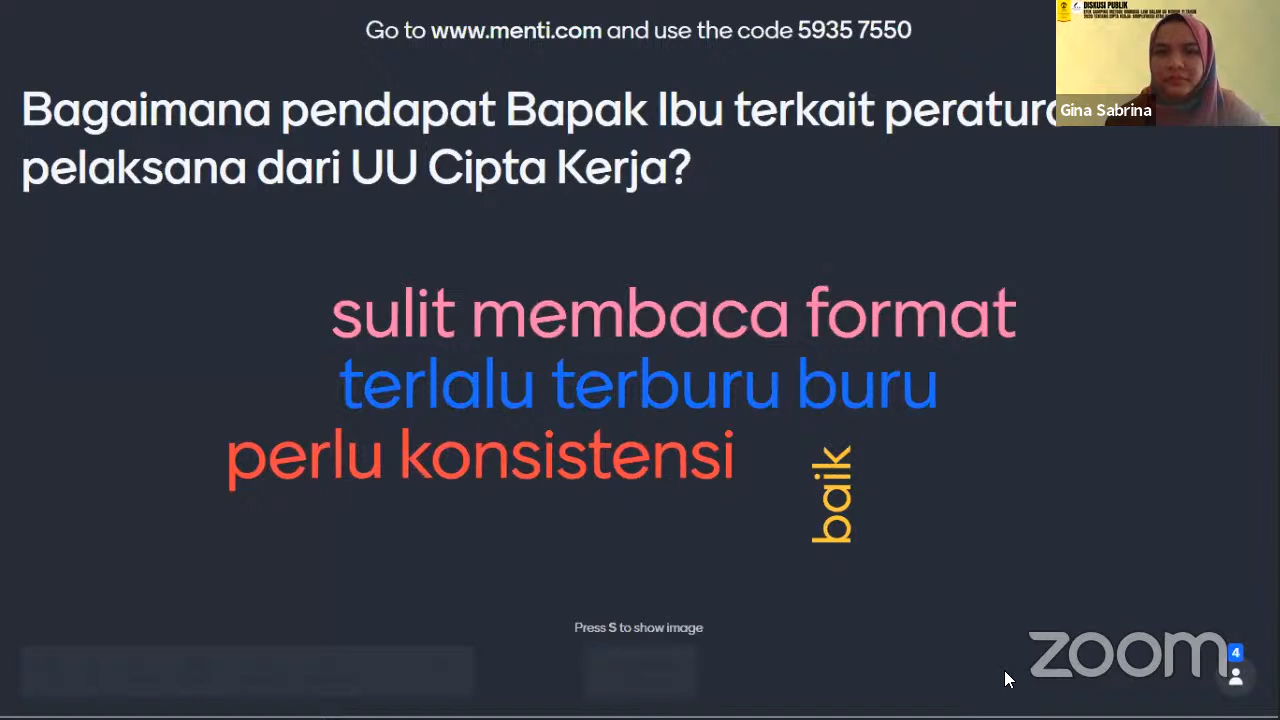 Go to www.menti.com and use the code 5935 7550
DISKUSI PUBLIK
Gina Sabrina
Bagaimana pendapat Bapak Ibu terkait peratura
pelaksana dari UU Cipta Kerja?
sulit membaca format
terlalu terburu buru
perlu konsistensi
baik
Press S to show image
zoom
4